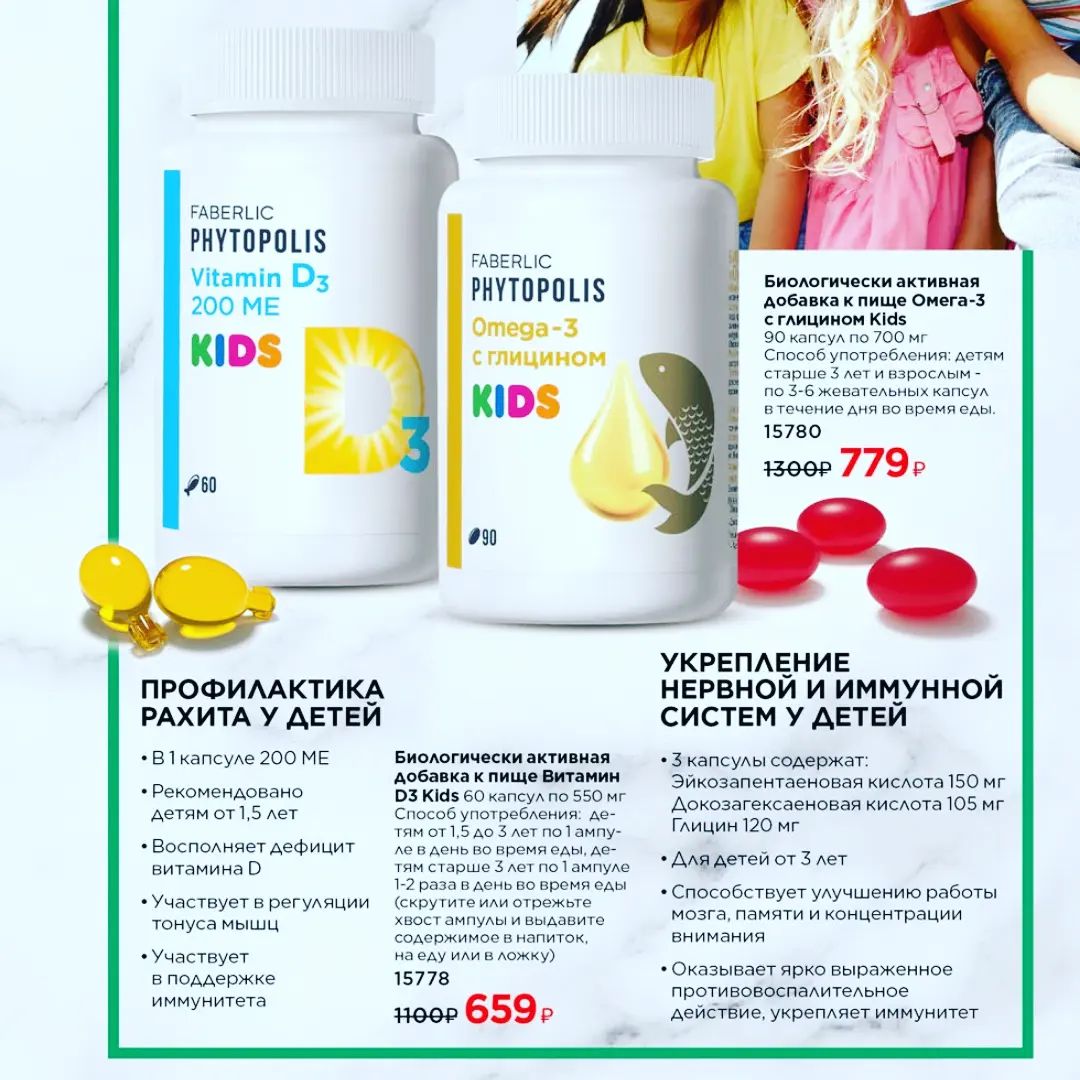 FABERLIC
PHYTOPOLIS
Vitamin D3
200 МЕ
KIDS
D3
60
FABERLIC
PHYTOPOLIS
Omega-3
с глицином
KIDS
90
Биологически активная
добавка к пище Омега-3
с глицином Kids
90 капсул по 700 мг
Способ употребления: детям
старше 3 лет и взрослым -
по 3-6 жевательных капсул
в течение дня во время еды.
15780
1300₽ 779₽
ПРОФИЛАКТИКА
РАХИТА У ДЕТЕЙ
• В 1 капсуле 200 МЕ
• Рекомендовано
детям от 1,5 лет
• Восполняет дефицит
витамина D
• Участвует в регуляции
тонуса мышц
• Участвует
в поддержке
иммунитета
Биологически активная
добавка к пище Витамин
D3 Kids 60 капсул по 550 мг
Способ употребления: де-
тям от 1,5 до 3 лет по 1 ампу-
ле в день во время еды, де-
тям старше 3 лет по 1 ампуле
1-2 раза в день во время еды
(скрутите или отрежьте
хвост ампулы и выдавите
содержимое в напиток,
на еду или в ложку)
15778
1100₽ 659₽
УКРЕПЛЕНИЕ
НЕРВНОЙ И ИММУННОЙ
СИСТЕМ У ДЕТЕЙ
• 3 капсулы содержат:
Эйкозапентаеновая кислота 150 мг
Докозагексаеновая кислота 105 мг
Глицин 120 мг
• Для детей от 3 лет
• Способствует улучшению работы
мозга, памяти и концентрации
внимания
• Оказывает ярко выраженное
противовоспалительное
действие, укрепляет иммунитет